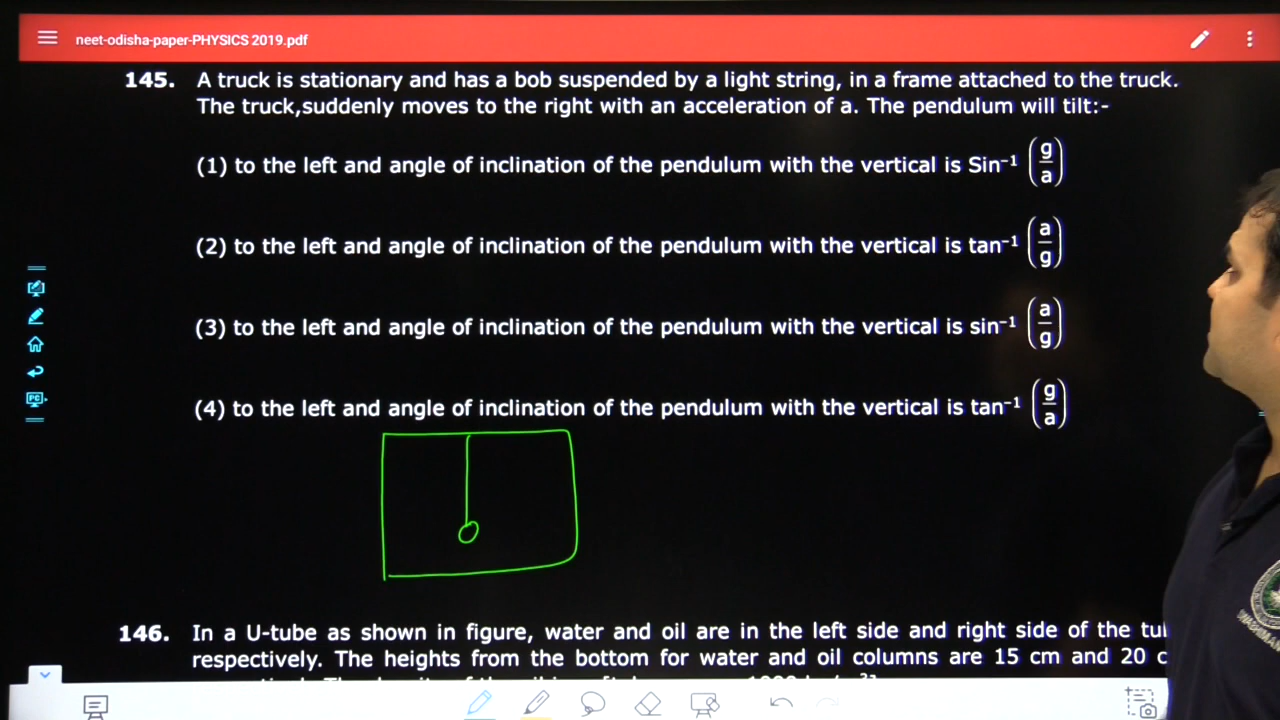 neet-odisha-paper-PHYSICS 2019.pdf
145. A truck is stationary and has a bob suspended by a light string, in a frame attached to the truck.
The truck,suddenly moves to the right with an acceleration of a. The pendulum will tilt:-
(1) to the left and angle of inclination of the pendulum with the vertical is Sin⁻¹ (g/a)
(2) to the left and angle of inclination of the pendulum with the vertical is tan⁻¹ (a/g)
(3) to the left and angle of inclination of the pendulum with the vertical is sin⁻¹ (a/g)
(4) to the left and angle of inclination of the pendulum with the vertical is tan⁻¹ (g/a)
146. In a U-tube as shown in figure, water and oil are in the left side and right side of the
respectively. The heights from the bottom for water and oil columns are 15 cm and 20
PC